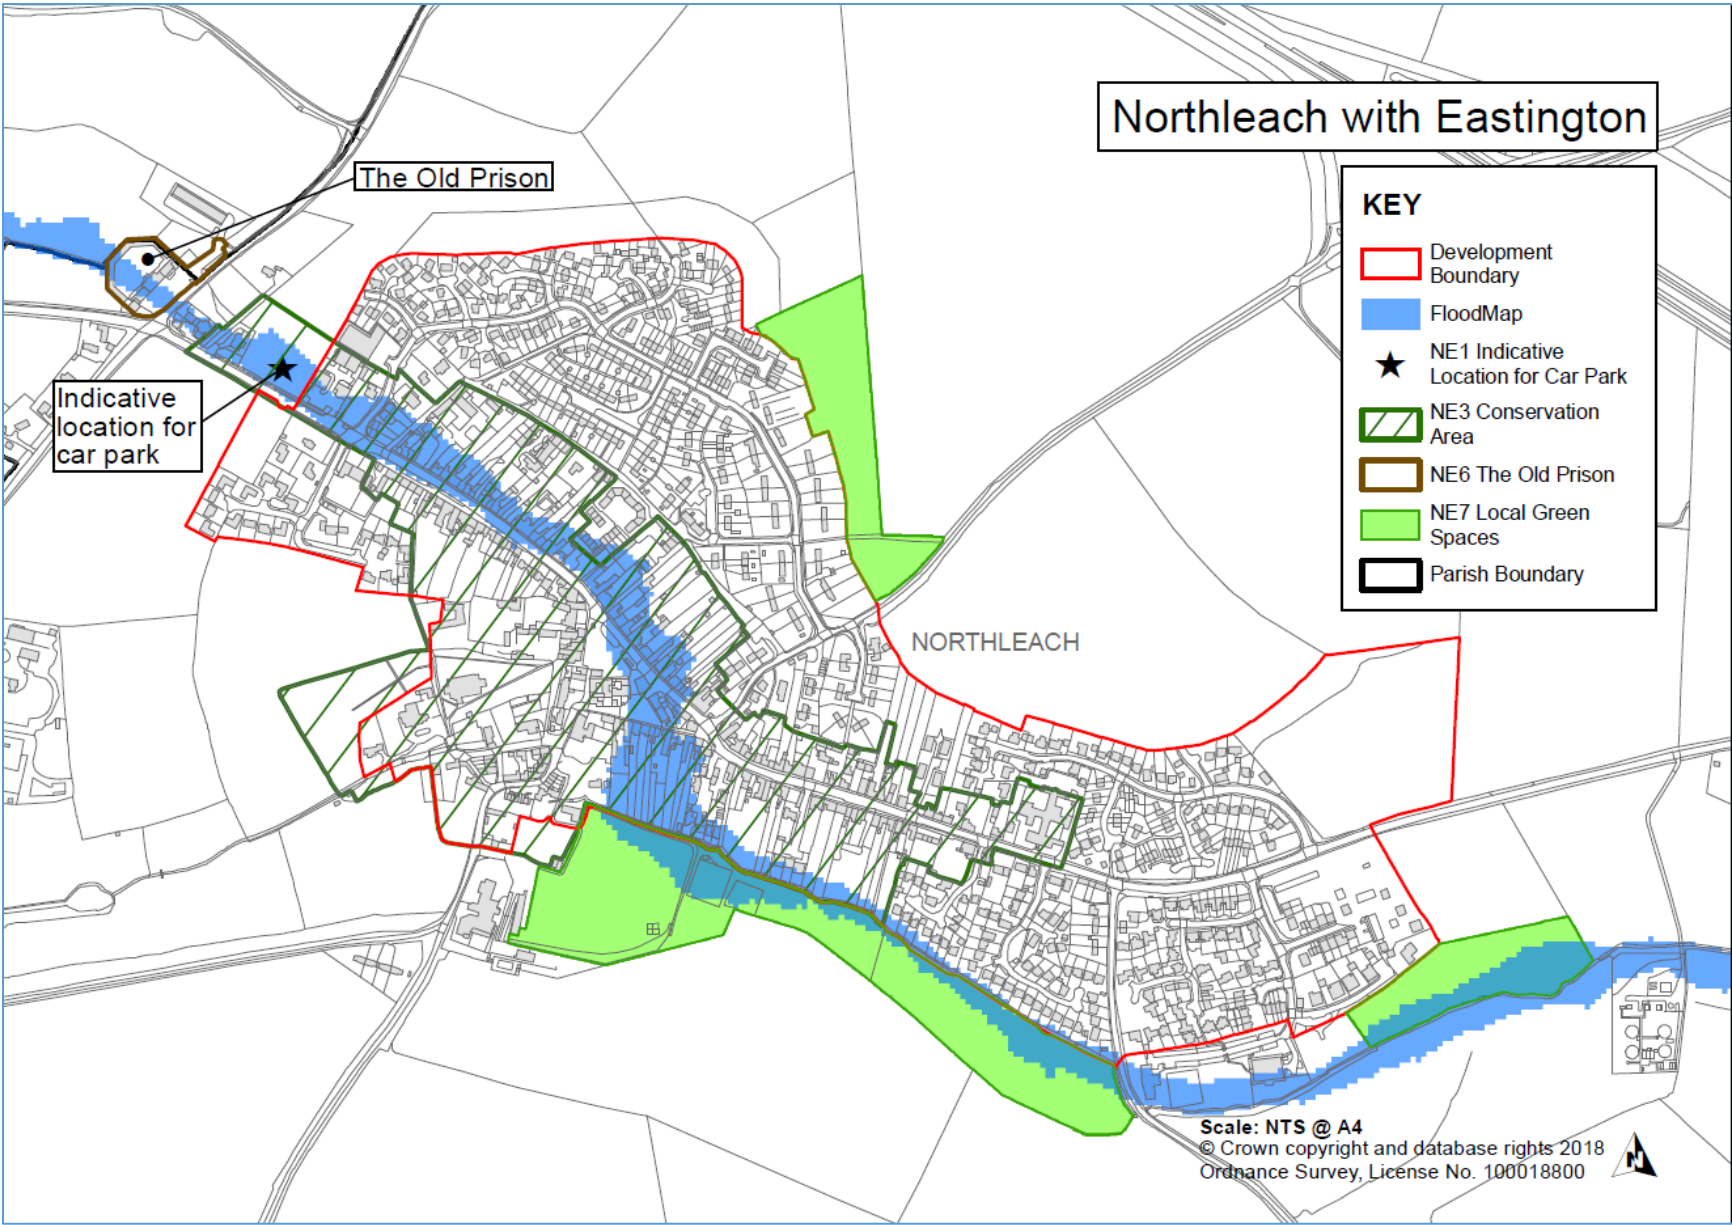 Northleach with Eastington
The Old Prison
KEY
Development
Boundary
FloodMap
NE1 Indicative
Location for Car Park
NE3 Conservation
Area
NE6 The Old Prison
NE7 Local Green
Spaces
Parish Boundary
Indicative
location for
car park
NORTHLEACH
Scale: NTS @ A4
© Crown copyright and database rights 2018
Ordnance Survey, License No. 100018800
N